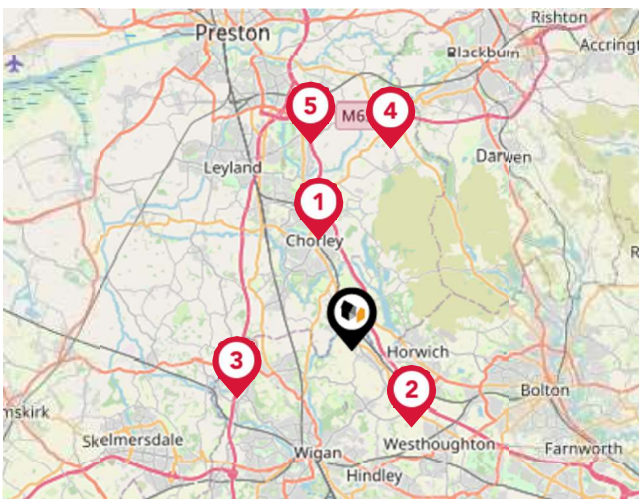 Rishton
Preston
Accring
Blackburn
5
M6
4
Leyland
Darwen
1
Chorley
R
3
Horwich
2
Bolton
mskirk
Skelmersdale
Westhoughton
Wigan
Farnworth
Hindley